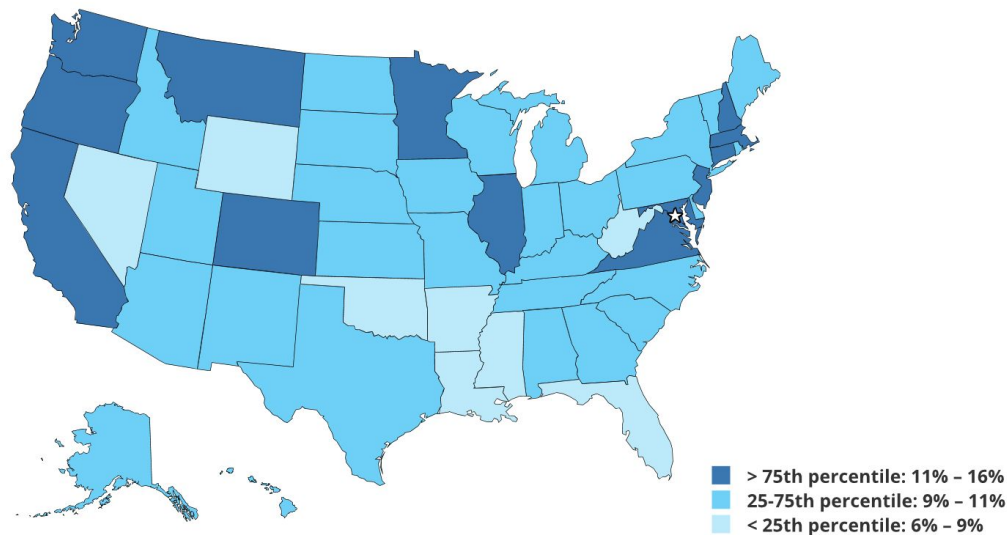 > 75th percentile: 11% – 16%
25-75th percentile: 9% – 11%
< 25th percentile: 6% – 9%